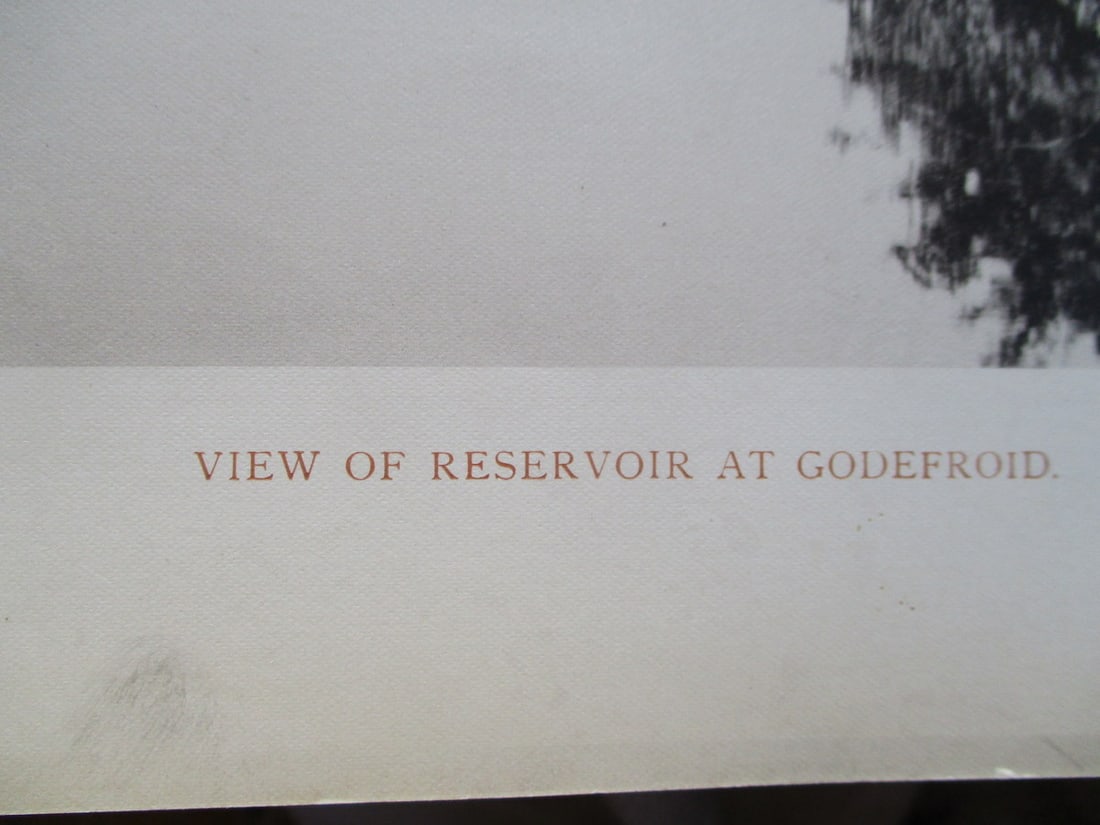 VIEW OF RESERVOIR AT GODEFROID.